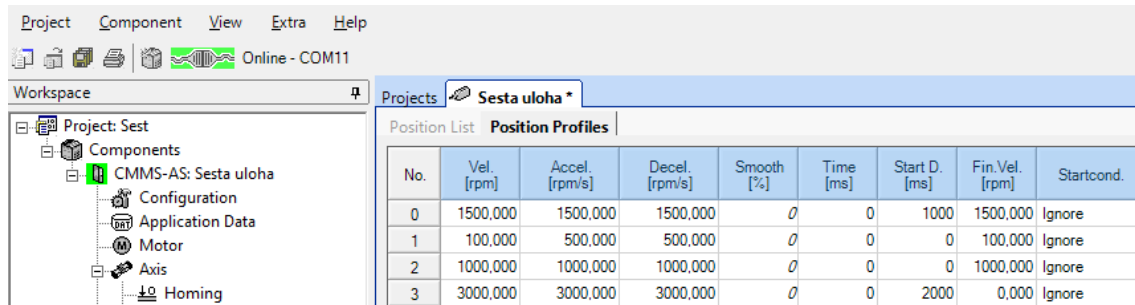 Project Component View Extra Help
Online - COM11
Workspace
Projects Sesta uloha *
Project: Sest
Components
CMMS-AS: Sesta uloha
Configuration
DAT Application Data
M Motor
Axis
Homing
Position List Position Profiles
No. Vel. [rpm] Accel. [rpm/s] Decel. [rpm/s] Smooth [%] Time [ms] Start D. [ms] Fin.Vel. [rpm] Startcond.
0 1500,000 1500,000 1500,000 0 0 1000 1500,000 Ignore
1 100,000 500,000 500,000 0 0 0 100,000 Ignore
2 1000,000 1000,000 1000,000 0 0 0 1000,000 Ignore
3 3000,000 3000,000 3000,000 0 0 2000 0,000 Ignore